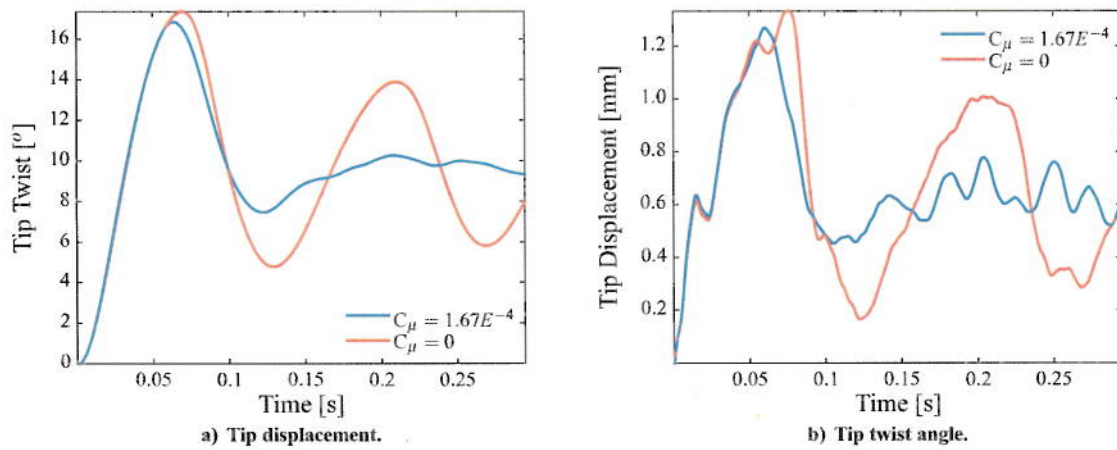 16
14
12
10
8
6
4
2
0
Tip Twist [°]
C_μ = 1.67E⁻⁴
C_μ = 0
0.05 0.1 0.15 0.2 0.25
Time [s]
a) Tip displacement.
1.2
1.0
0.8
0.6
0.4
0.2
Tip Displacement [mm]
C_μ = 1.67E⁻⁴
C_μ = 0
0.05 0.1 0.15 0.2 0.25
Time [s]
b) Tip twist angle.